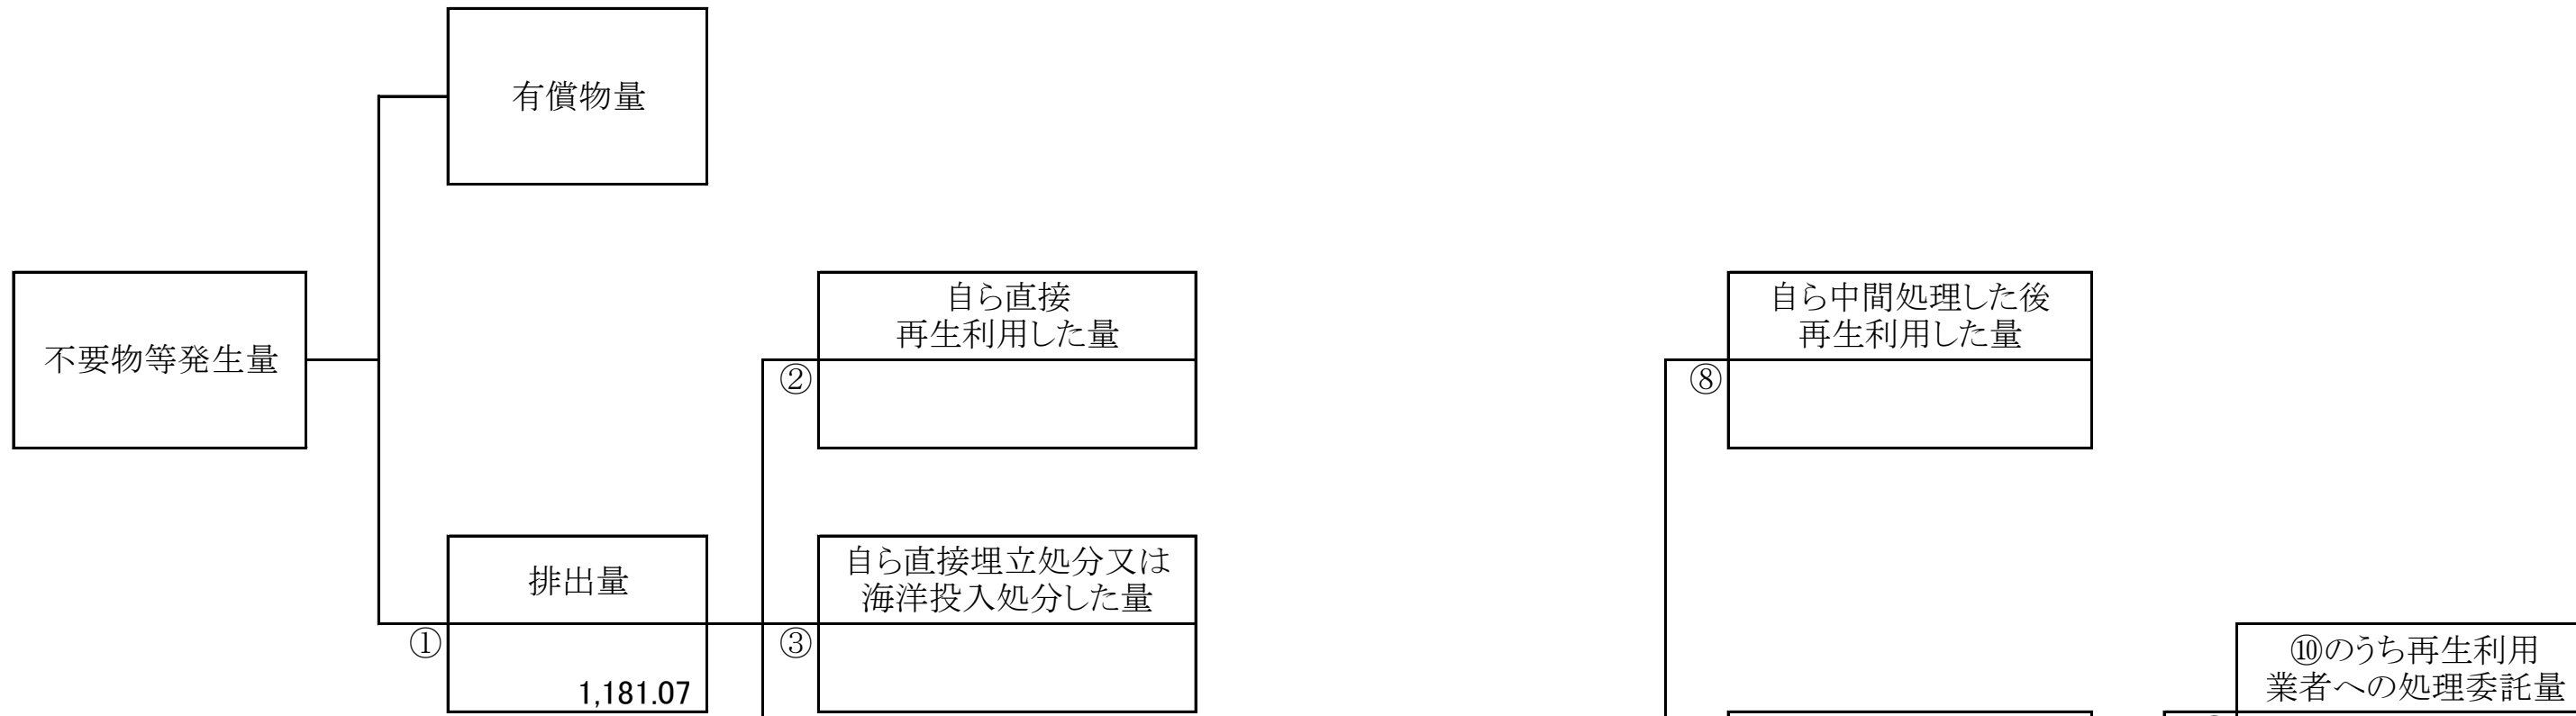 有償物量
不要物等発生量
自ら直接
再生利用した量
②
自ら中間処理した後
再生利用した量
⑧
排出量
①
1,181.07
自ら直接埋立処分又は
海洋投入処分した量
③
⑩のうち再生利用
業者への処理委託量